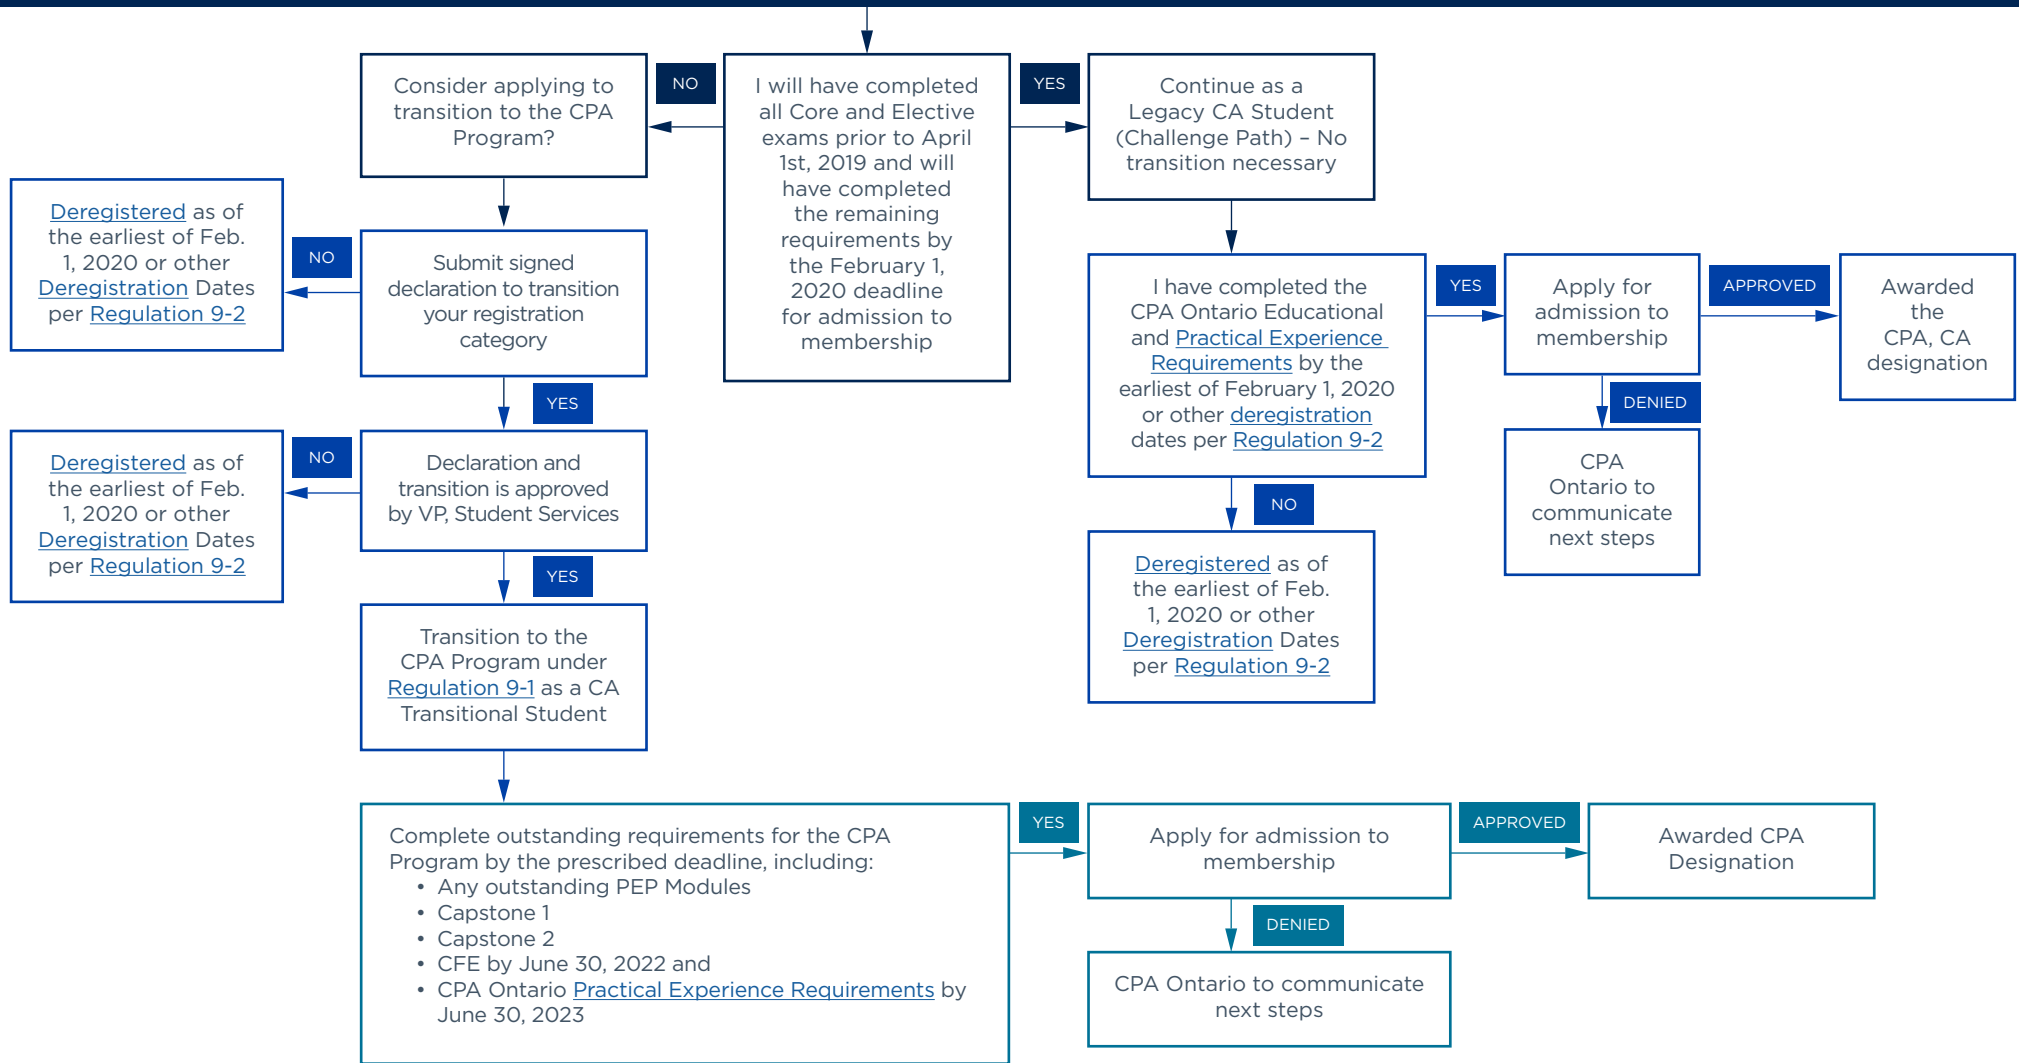 Consider applying to
transition to the CPA
Program?
NO
I will have completed
all Core and Elective
exams prior to April
1st, 2019 and will
have completed
the remaining
requirements by
the February 1,
2020 deadline
for admission to
membership
YES
Continue as a
Legacy CA Student
(Challenge Path) – No
transition necessary
Deregistered as of
the earliest of Feb.
1, 2020 or other
Deregistration Dates
per Regulation 9-2
NO
Submit signed
declaration to transition
your registration
category
I have completed the
CPA Ontario Educational
and Practical Experience
Requirements by the
earliest of February 1, 2020
or other deregistration
dates per Regulation 9-2
YES
Apply for
admission to
membership
APPROVED
Awarded
the
CPA, CA
designation
YES
DENIED
Deregistered as of
the earliest of Feb.
1, 2020 or other
Deregistration Dates
per Regulation 9-2
NO
Declaration and
transition is approved
by VP, Student Services
CPA
Ontario to
communicate
next steps
NO
YES
Deregistered as of
the earliest of Feb.
1, 2020 or other
Deregistration Dates
per Regulation 9-2
Transition to the
CPA Program under
Regulation 9-1 as a CA
Transitional Student
Complete outstanding requirements for the CPA
Program by the prescribed deadline, including:
• Any outstanding PEP Modules
• Capstone 1
• Capstone 2
• CFE by June 30, 2022 and
• CPA Ontario Practical Experience Requirements by
June 30, 2023
YES
Apply for admission to
membership
APPROVED
Awarded CPA
Designation
DENIED
CPA Ontario to communicate
next steps